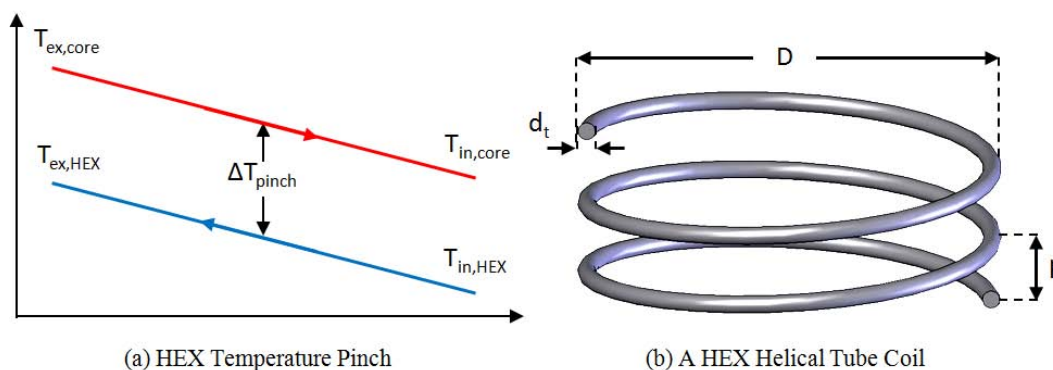 T_ex,core
T_in,core
T_ex,HEX
ΔT_pinch
T_in,HEX
(a) HEX Temperature Pinch
D
d_t
(b) A HEX Helical Tube Coil